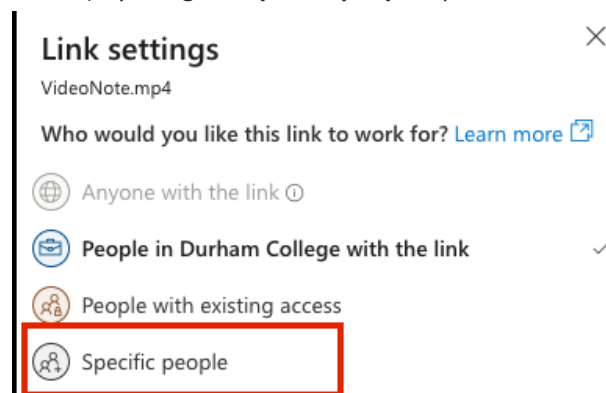 Link settings
VideoNote.mp4
Who would you like this link to work for? Learn more
Anyone with the link
People in Durham College with the link
People with existing access
Specific people